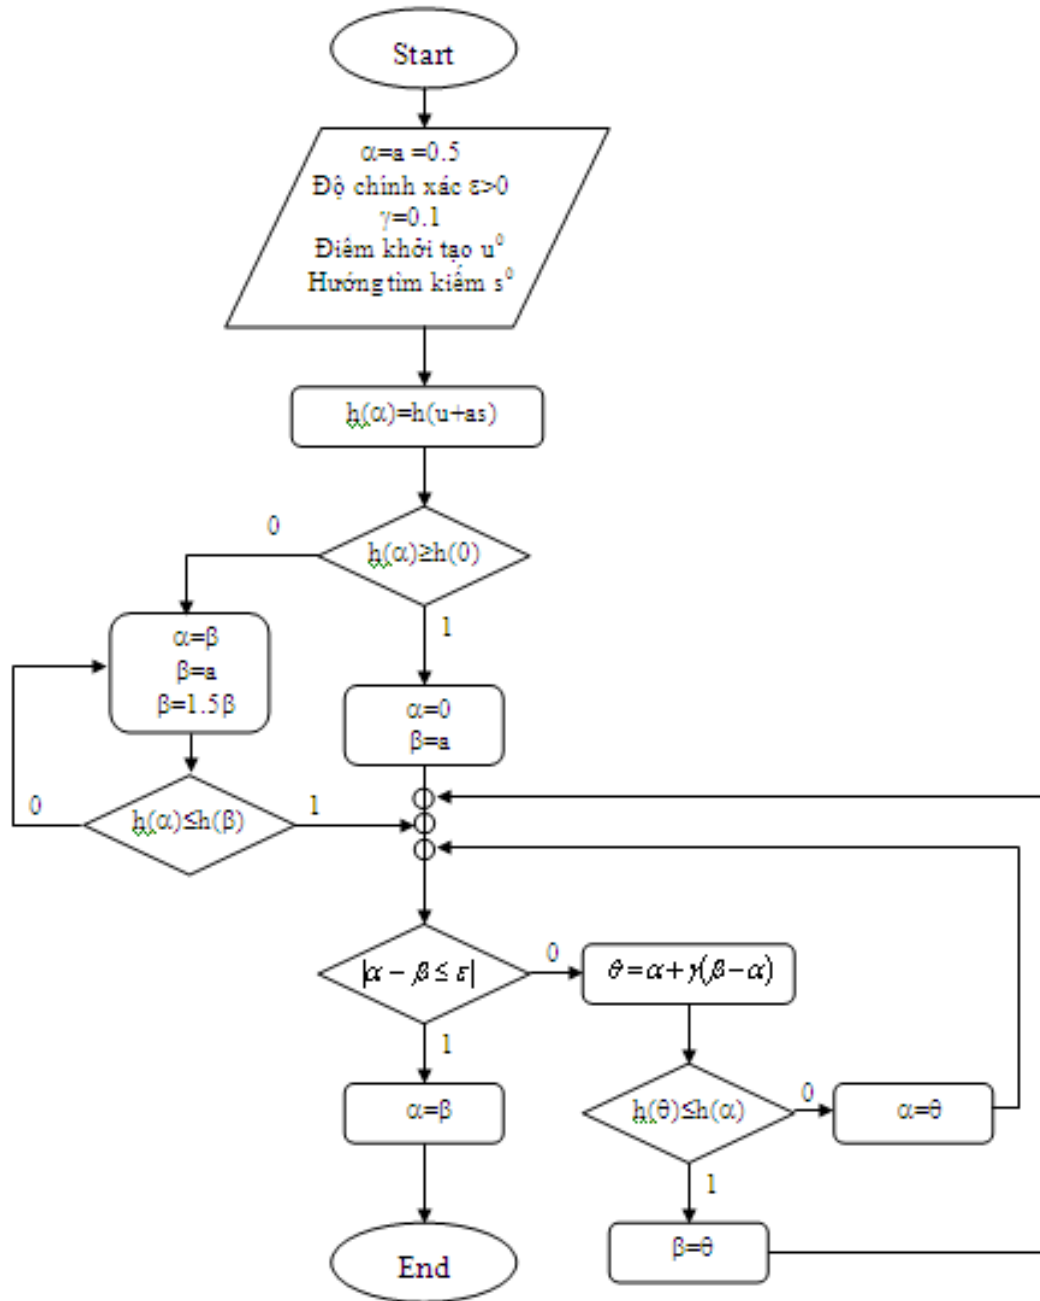 Start
α=a =0.5
Độ chính xác ε>0
γ=0.1
Điểm khởi tạo u⁰
Hướng tìm kiếm s⁰
h(α)=h(u+as)
0
h(α)≥h(0)
1
α=β
β=a
β=1.5β
α=0
β=a
0
h(α)≤h(β)
1
|α − β ≤ ε|
0
θ = α + γ(β − α)
1
α=β
h(θ)≤h(α)
0
α=θ
1
β=θ
End